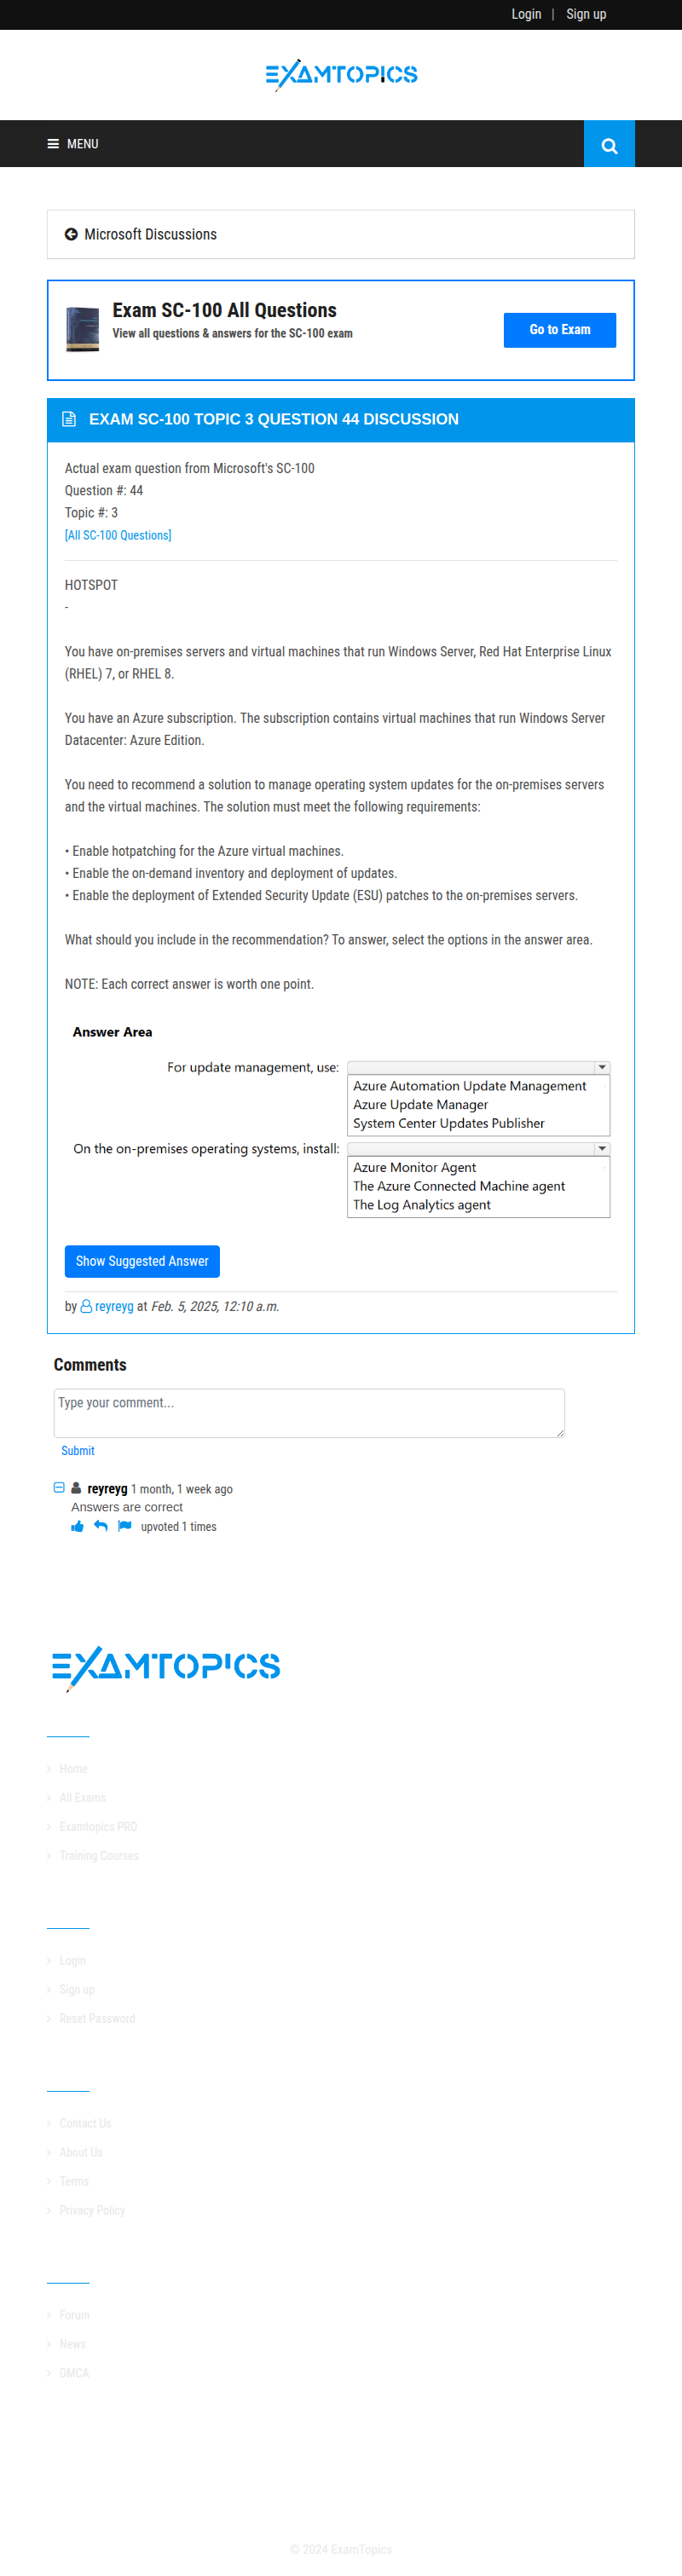 Login | Sign up
EXAMTOPICS
MENU
Microsoft Discussions
Exam SC-100 All Questions
View all questions & answers for the SC-100 exam
Go to Exam
EXAM SC-100 TOPIC 3 QUESTION 44 DISCUSSION
Actual exam question from Microsoft's SC-100
Question #: 44
Topic #: 3
[All SC-100 Questions]
HOTSPOT
-
You have on-premises servers and virtual machines that run Windows Server, Red Hat Enterprise Linux
(RHEL) 7, or RHEL 8.
You have an Azure subscription. The subscription contains virtual machines that run Windows Server
Datacenter: Azure Edition.
You need to recommend a solution to manage operating system updates for the on-premises servers
and the virtual machines. The solution must meet the following requirements:
• Enable hotpatching for the Azure virtual machines.
• Enable the on-demand inventory and deployment of updates.
• Enable the deployment of Extended Security Update (ESU) patches to the on-premises servers.
What should you include in the recommendation? To answer, select the options in the answer area.
NOTE: Each correct answer is worth one point.
Answer Area
For update management, use:
Azure Automation Update Management
Azure Update Manager
System Center Updates Publisher
On the on-premises operating systems, install:
Azure Monitor Agent
The Azure Connected Machine agent
The Log Analytics agent
Show Suggested Answer
by reyreyg at Feb. 5, 2025, 12:10 a.m.
Comments
Type your comment...
Submit
reyreyg 1 month, 1 week ago
Answers are correct
upvoted 1 times
EXAMTOPICS
Home
All Exams
Examtopics PRO
Training Courses
Login
Sign up
Reset Password
Contact Us
About Us
Terms
Privacy Policy
Forum
News
DMCA
© 2024 ExamTopics